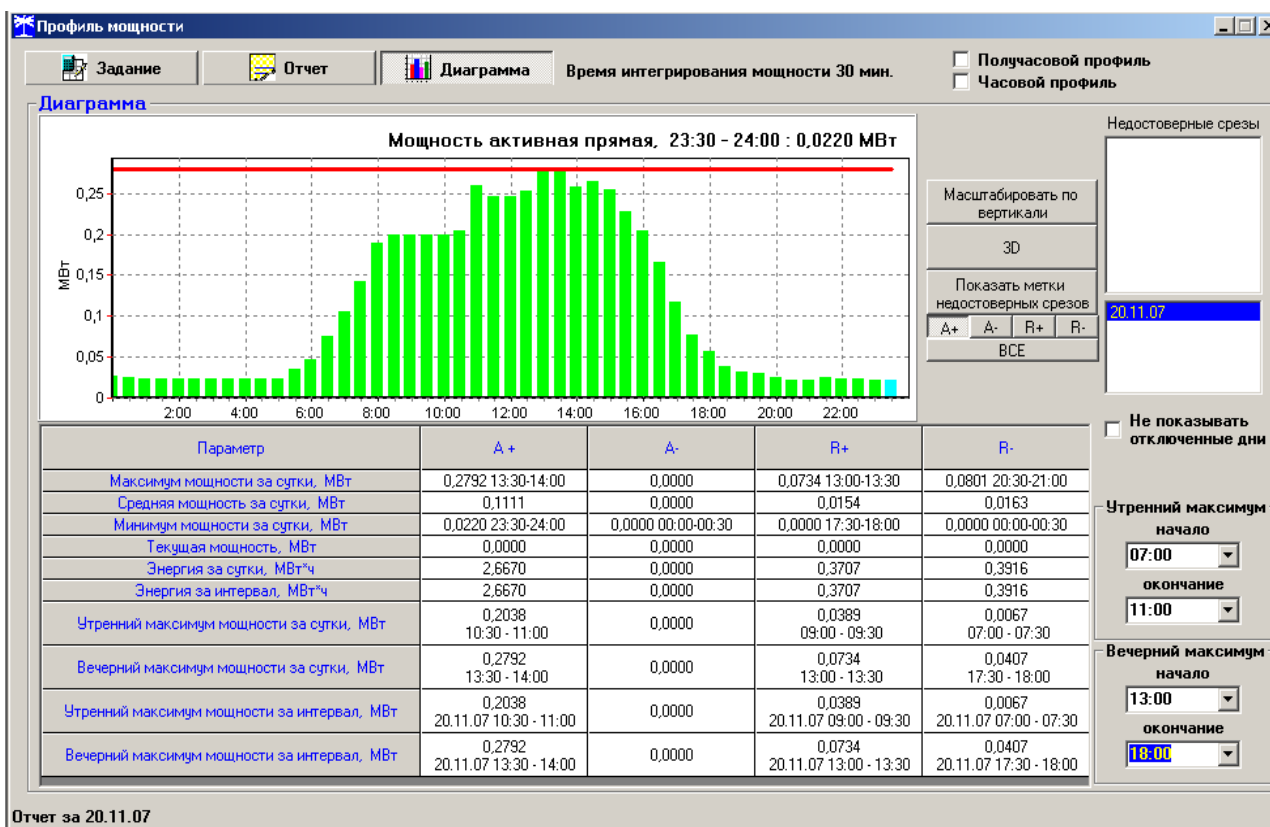 Профиль мощности
Задание
Отчет
Диаграмма
Время интегрирования мощности 30 мин.
Получасовой профиль
Часовой профиль
Диаграмма
Мощность активная прямая, 23:30 - 24:00 : 0,0220 МВт
МВт
0,25
0,2
0,15
0,1
0,05
0
2:00 4:00 6:00 8:00 10:00 12:00 14:00 16:00 18:00 20:00 22:00
Масштабировать по
вертикали
3D
Показать метки
недостоверных срезов
A+ A- R+ R-
ВСЕ
Недостоверные срезы
20.11.07
Не показывать
отключенные дни
Параметр A + A- R+ R-
Максимум мощности за сутки, МВт 0,2792 13:30-14:00 0,0000 0,0734 13:00-13:30 0,0801 20:30-21:00
Средняя мощность за сутки, МВт 0,1111 0,0000 0,0154 0,0163
Минимум мощности за сутки, МВт 0,0220 23:30-24:00 0,0000 00:00-00:30 0,0000 17:30-18:00 0,0000 00:00-00:30
Текущая мощность, МВт 0,0000 0,0000 0,0000 0,0000
Энергия за сутки, МВт*ч 2,6670 0,0000 0,3707 0,3916
Энергия за интервал, МВт*ч 2,6670 0,0000 0,3707 0,3916
Утренний максимум мощности за сутки, МВт 0,2038 0,0000 0,0389 0,0067
10:30 - 11:00 09:00 - 09:30 07:00 - 07:30
Вечерний максимум мощности за сутки, МВт 0,2792 0,0000 0,0734 0,0407
13:30 - 14:00 13:00 - 13:30 17:30 - 18:00
Утренний максимум мощности за интервал, МВт 0,2038 0,0000 0,0389 0,0067
20.11.07 10:30 - 11:00 20.11.07 09:00 - 09:30 20.11.07 07:00 - 07:30
Вечерний максимум мощности за интервал, МВт 0,2792 0,0000 0,0734 0,0407
20.11.07 13:30 - 14:00 20.11.07 13:00 - 13:30 20.11.07 17:30 - 18:00
Утренний максимум
начало
07:00
окончание
11:00
Вечерний максимум
начало
13:00
окончание
18:00
Отчет за 20.11.07